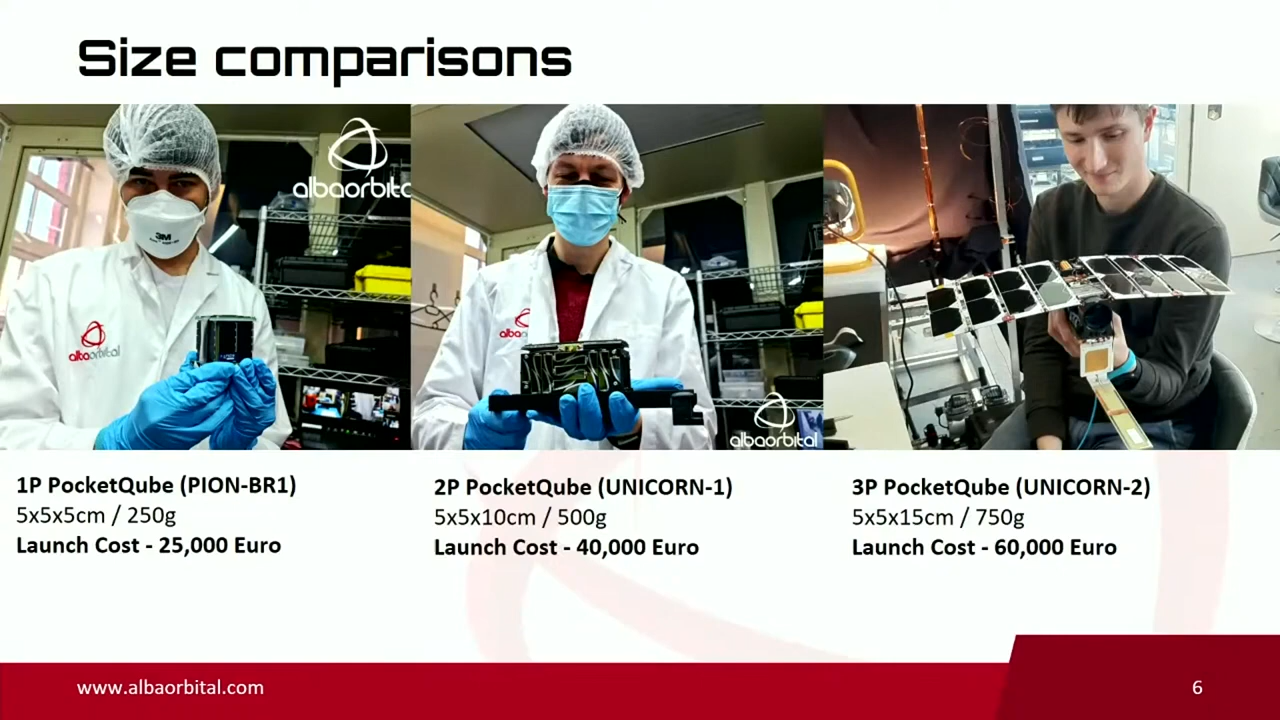 Size comparisons
albaorbital
3M
albaorbital
1P PocketQube (PION-BR1)
5x5x5cm / 250g
Launch Cost - 25,000 Euro
alba
albaorbital
2P PocketQube (UNICORN-1)
5x5x10cm / 500g
Launch Cost - 40,000 Euro
3P PocketQube (UNICORN-2)
5x5x15cm / 750g
Launch Cost - 60,000 Euro
www.albaorbital.com
6